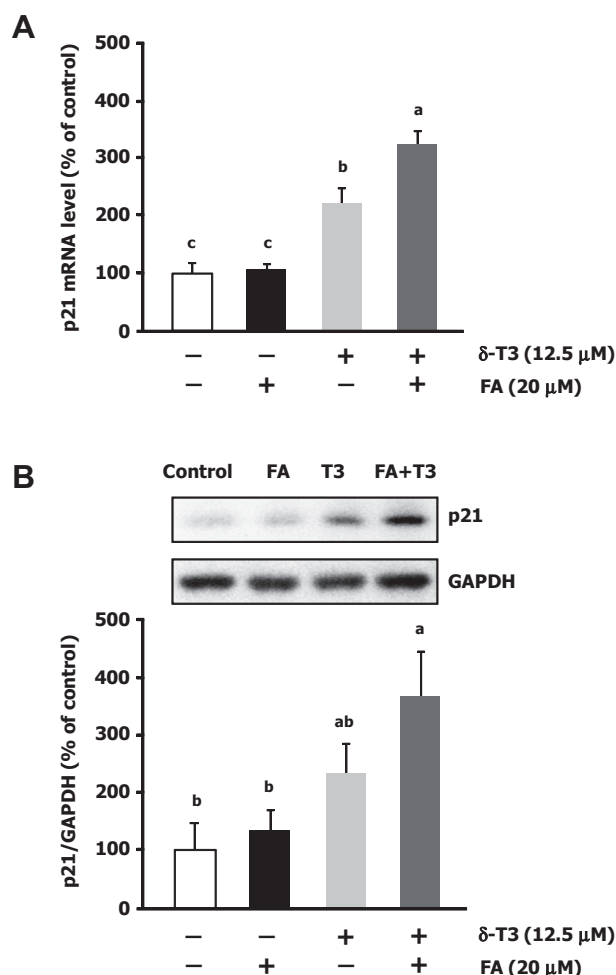 A
p21 mRNA level (% of control)
500
400
300
200
100
0
c
c
b
a
– – + + δ-T3 (12.5 μM)
– + – + FA (20 μM)
B
Control FA T3 FA+T3
p21
GAPDH
p21/GAPDH (% of control)
500
400
300
200
100
0
b
b
ab
a
– – + + δ-T3 (12.5 μM)
– + – + FA (20 μM)